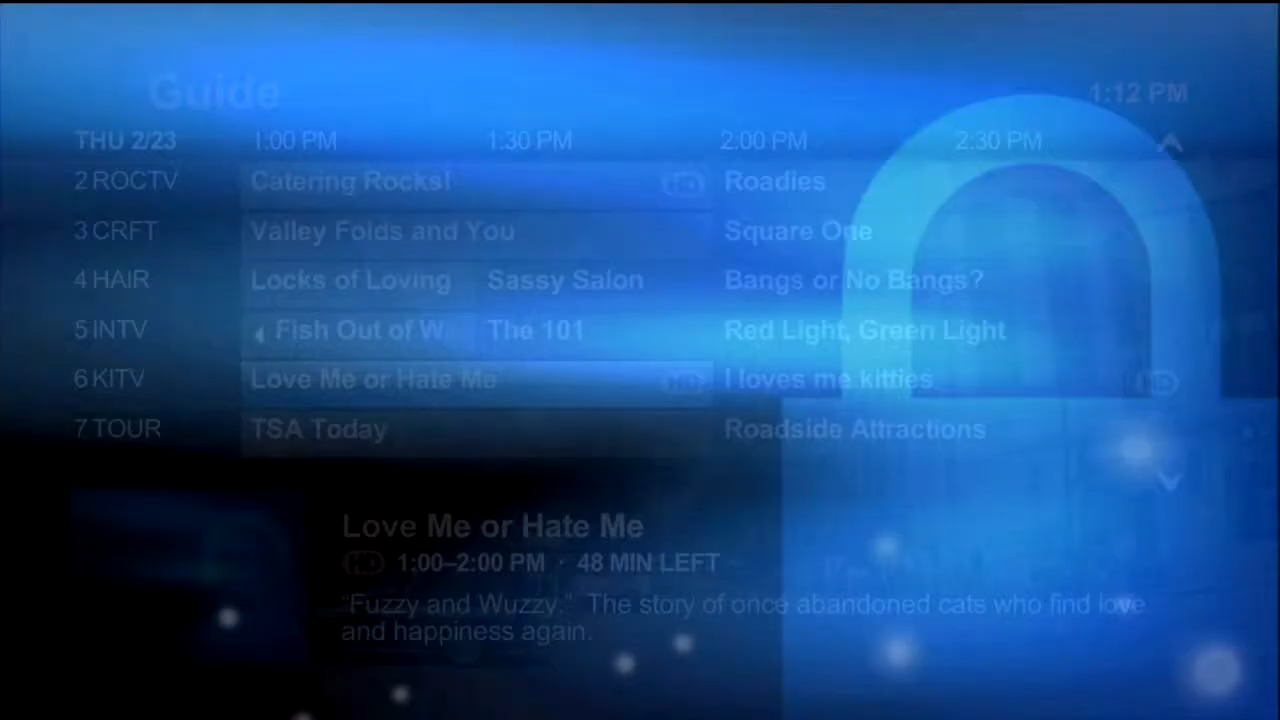 Guide 1:12 PM
THU 2/23 1:00 PM 1:30 PM 2:00 PM 2:30 PM
2 ROCTV Catering Rocks! HD Roadies
3 CRFT Valley Folds and You Square One
4 HAIR Locks of Loving Sassy Salon Bangs or No Bangs?
5 INTV Fish Out of W... The 101 Red Light, Green Light
6 KITV Love Me or Hate Me HD I loves me kitties HD
7 TOUR TSA Today Roadside Attractions
Love Me or Hate Me
HD 1:00–2:00 PM · 48 MIN LEFT
“Fuzzy and Wuzzy.” The story of once abandoned cats who find love
and happiness again.